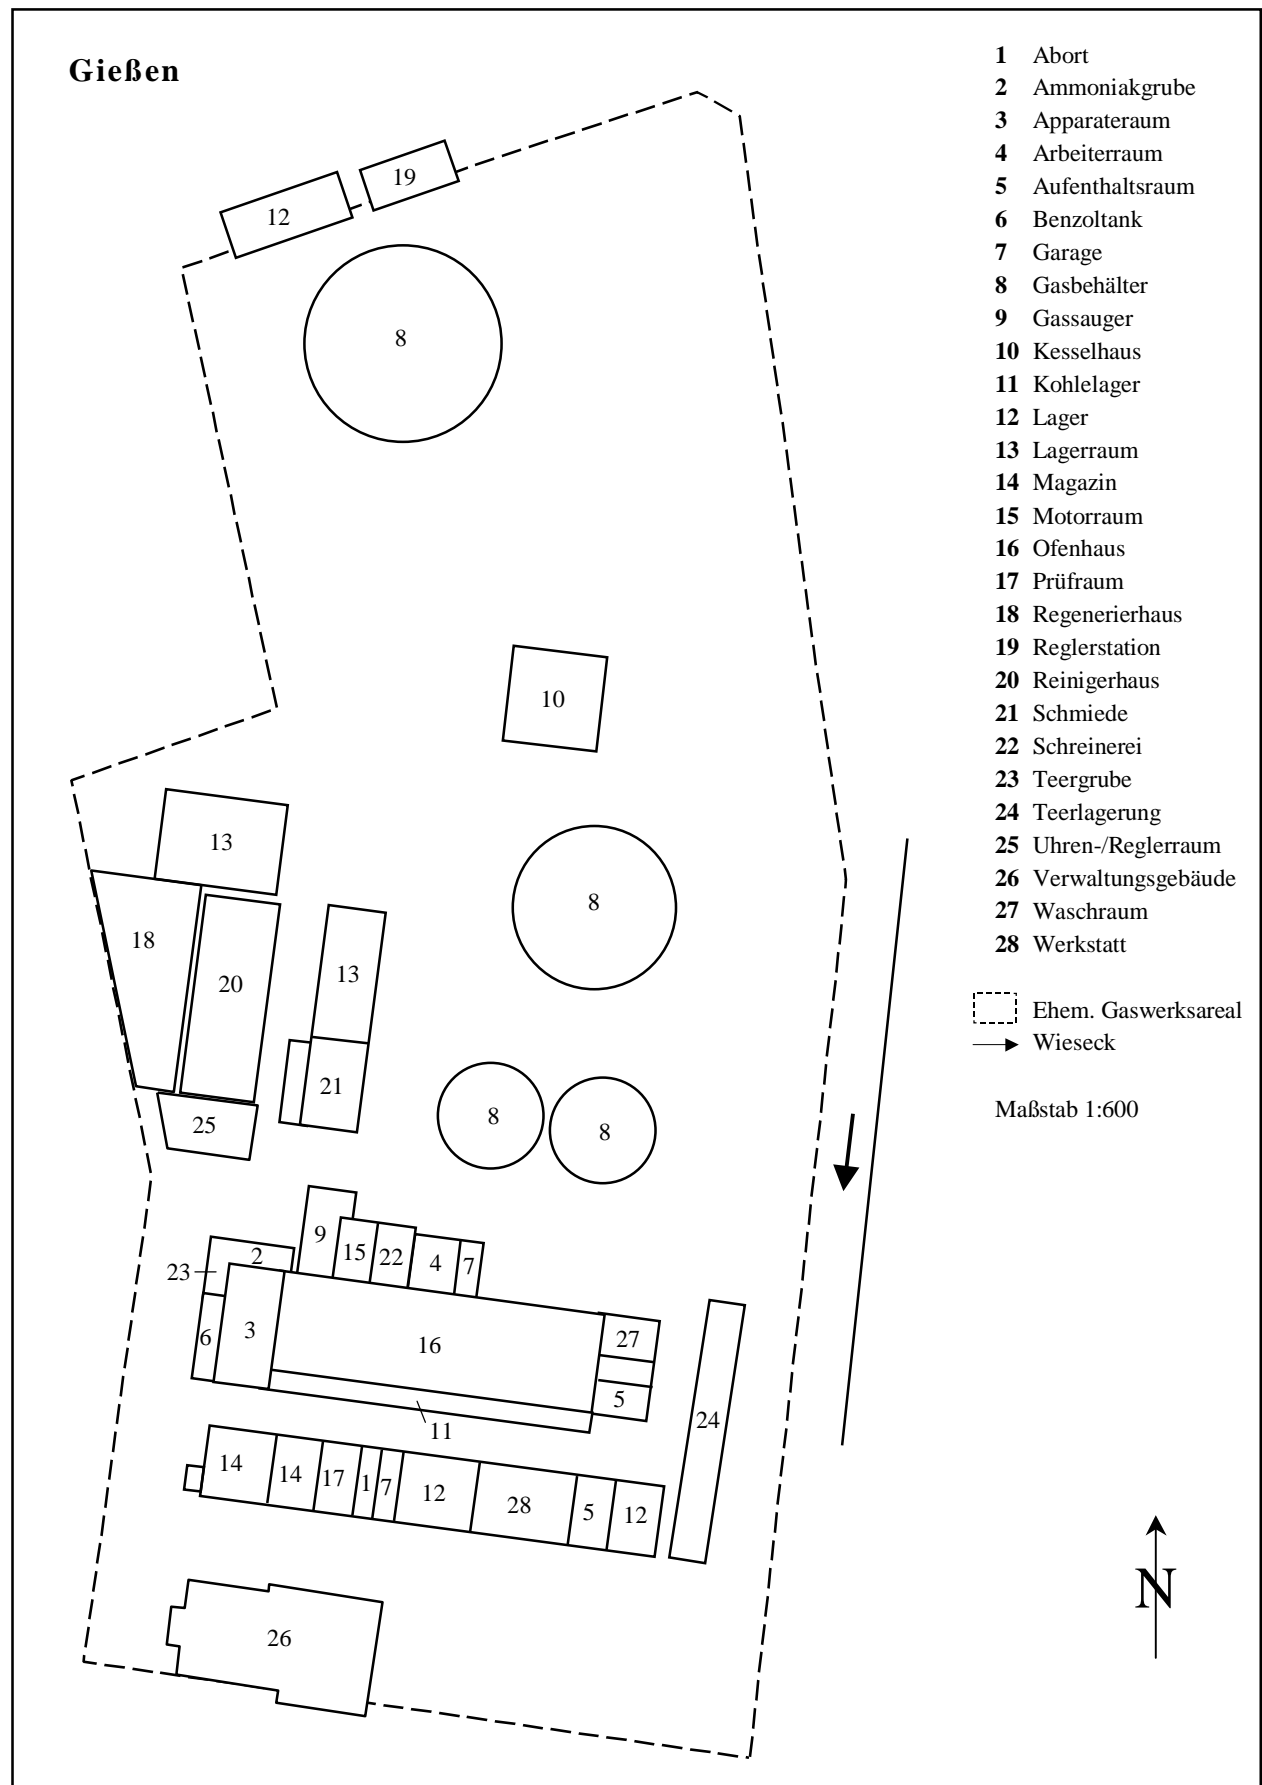 Gießen
1 Abort
2 Ammoniakgrube
3 Apparateraum
4 Arbeiterraum
5 Aufenthaltsraum
6 Benzoltank
7 Garage
8 Gasbehälter
9 Gassauger
10 Kesselhaus
11 Kohlelager
12 Lager
13 Lagerraum
14 Magazin
15 Motorraum
16 Ofenhaus
17 Prüfraum
18 Regenerierhaus
19 Reglerstation
20 Reinigerhaus
21 Schmiede
22 Schreinerei
23 Teergrube
24 Teerlagerung
25 Uhren-/Reglerraum
26 Verwaltungsgebäude
27 Waschraum
28 Werkstatt
Ehem. Gaswerksareal
Wieseck
Maßstab 1:600
19
12
8
10
13
8
18
13
20
21
8
8
25
9
15
22
4
7
2
23
3
6
16
27
5
24
11
14
14
17
1
7
12
28
5
12
26
N